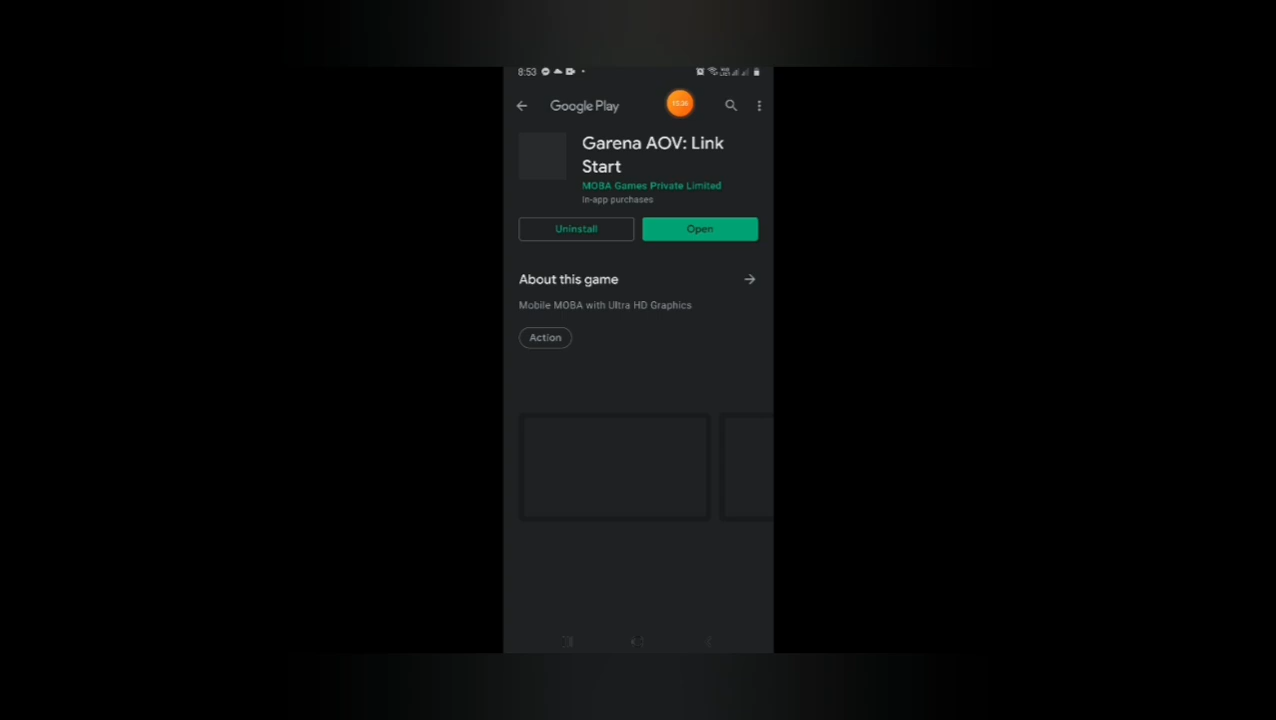 8:53
Google Play
Garena AOV: Link
Start
MOBA Games Private Limited
In-app purchases
Uninstall
Open
About this game
Mobile MOBA with Ultra HD Graphics
Action